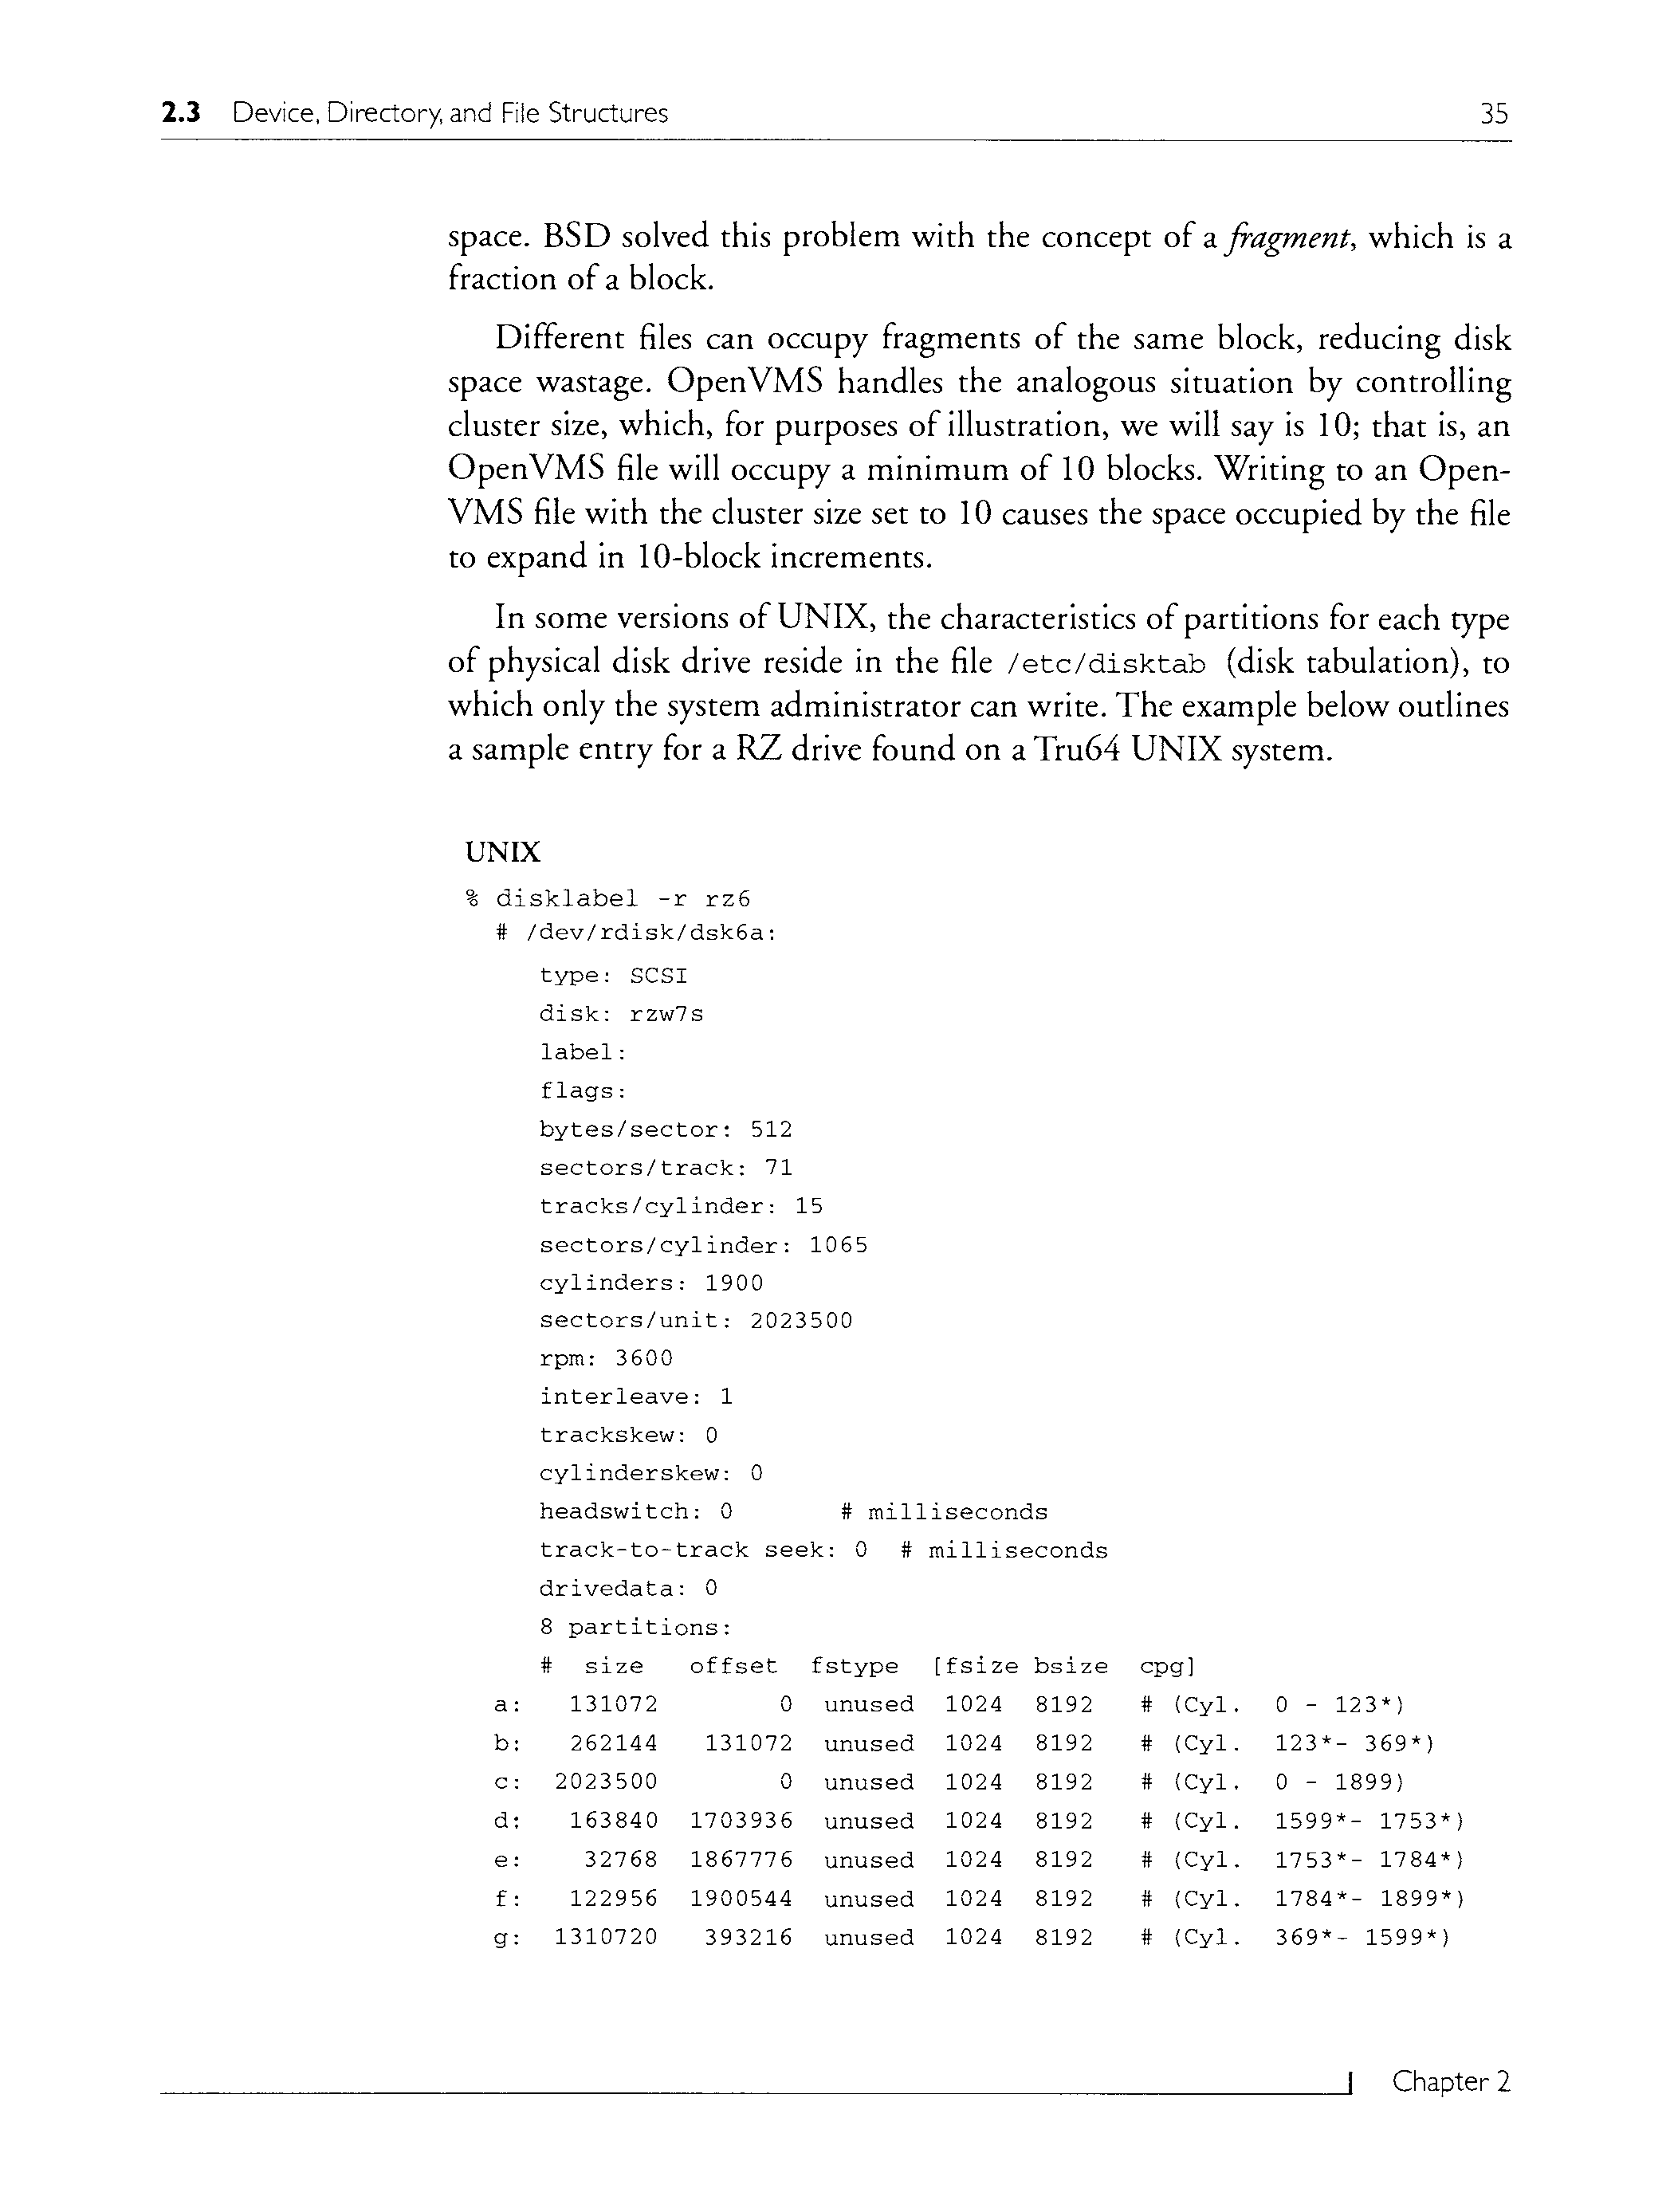 2.3 Device, Directory, and File Structures 35
space. BSD solved this problem with the concept of a fragment, which is a
fraction of a block.
Different files can occupy fragments of the same block, reducing disk
space wastage. OpenVMS handles the analogous situation by controlling
cluster size, which, for purposes of illustration, we will say is 10; that is, an
OpenVMS file will occupy a minimum of 10 blocks. Writing to an Open-
VMS file with the cluster size set to 10 causes the space occupied by the file
to expand in 10-block increments.
In some versions of UNIX, the characteristics of partitions for each type
of physical disk drive reside in the file /etc/disktab (disk tabulation), to
which only the system administrator can write. The example below outlines
a sample entry for a RZ drive found on a Tru64 UNIX system.
UNIX
% disklabel -r rz6
# /dev/rdisk/dsk6a:
type: SCSI
disk: rzw7s
label:
flags:
bytes/sector: 512
sectors/track: 71
tracks/cylinder: 15
sectors/cylinder: 1065
cylinders: 1900
sectors/unit: 2023500
rpm: 3600
interleave: 1
trackskew: 0
cylinderskew: 0
headswitch: 0 # milliseconds
track-to-track seek: 0 # milliseconds
drivedata: 0
8 partitions:
# size offset fstype [fsize bsize cpg]
a: 131072 0 unused 1024 8192 # (Cyl. 0 - 123*)
b: 262144 131072 unused 1024 8192 # (Cyl. 123*- 369*)
c: 2023500 0 unused 1024 8192 # (Cyl. 0 - 1899)
d: 163840 1703936 unused 1024 8192 # (Cyl. 1599*- 1753*)
e: 32768 1867776 unused 1024 8192 # (Cyl. 1753*- 1784*)
f: 122956 1900544 unused 1024 8192 # (Cyl. 1784*- 1899*)
g: 1310720 393216 unused 1024 8192 # (Cyl. 369*- 1599*)
Chapter 2